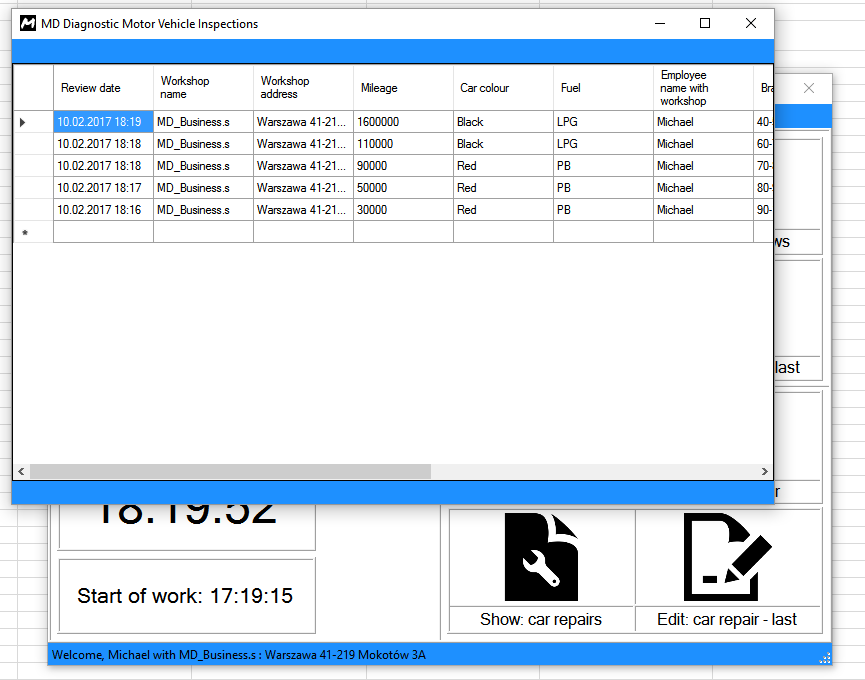 MD Diagnostic Motor Vehicle Inspections
Review date Workshop name Workshop address Mileage Car colour Fuel Employee name with workshop Bra
10.02.2017 18:19 MD_Business.s Warszawa 41-21... 1600000 Black LPG Michael 40-
10.02.2017 18:18 MD_Business.s Warszawa 41-21... 110000 Black LPG Michael 60-
10.02.2017 18:18 MD_Business.s Warszawa 41-21... 90000 Red PB Michael 70-
10.02.2017 18:17 MD_Business.s Warszawa 41-21... 50000 Red PB Michael 80-
10.02.2017 18:16 MD_Business.s Warszawa 41-21... 30000 Red PB Michael 90-
ws
last
r
18:19:52
Start of work: 17:19:15
Show: car repairs
Edit: car repair - last
Welcome, Michael with MD_Business.s : Warszawa 41-219 Mokotów 3A